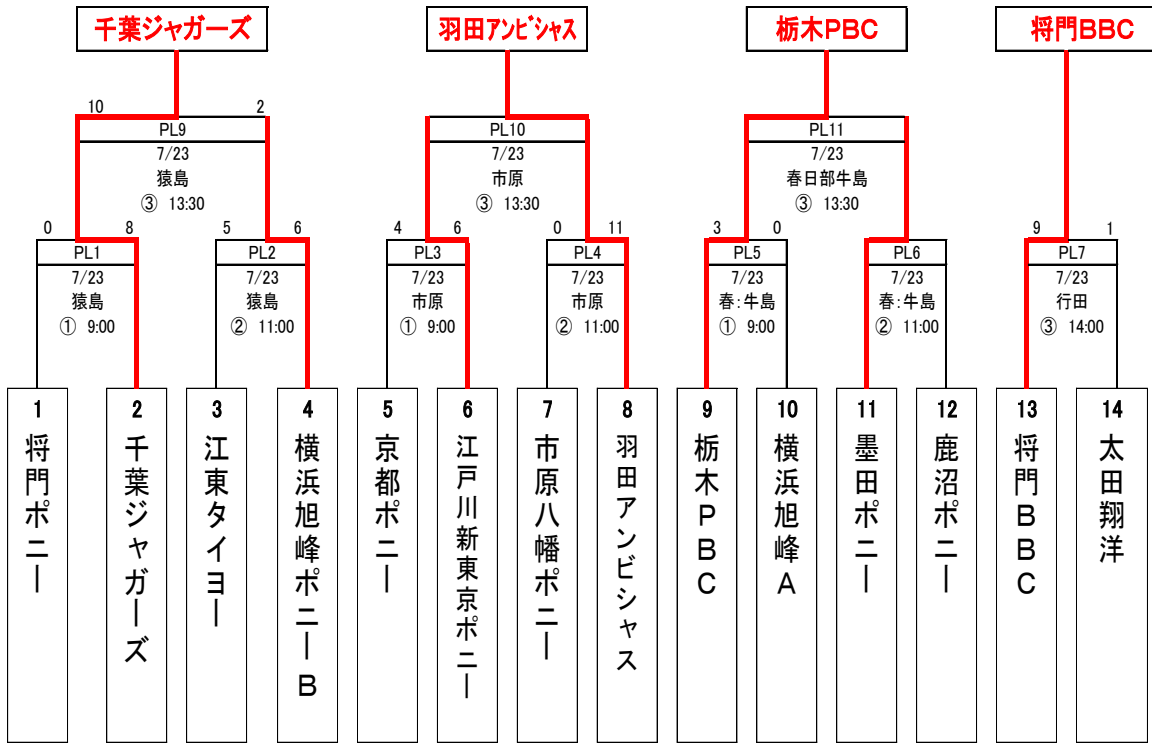 千葉ジャガーズ
羽田アンビシャス
栃木PBC
将門BBC
10 2
PL9
7/23
猿島
③ 13:30
PL10
7/23
市原
③ 13:30
PL11
7/23
春日部牛島
③ 13:30
0 8
PL1
7/23
猿島
① 9:00
5 6
PL2
7/23
猿島
② 11:00
4 6
PL3
7/23
市原
① 9:00
0 11
PL4
7/23
市原
② 11:00
3 0
PL5
7/23
春:牛島
① 9:00
PL6
7/23
春:牛島
② 11:00
9 1
PL7
7/23
行田
③ 14:00
1
将門ポニー
2
千葉ジャガーズ
3
江東タイヨー
4
横浜旭峰ポニーB
5
京都ポニー
6
江戸川新東京ポニー
7
市原八幡ポニー
8
羽田アンビシャス
9
栃木PBC
10
横浜旭峰A
11
墨田ポニー
12
鹿沼ポニー
13
将門BBC
14
太田翔洋